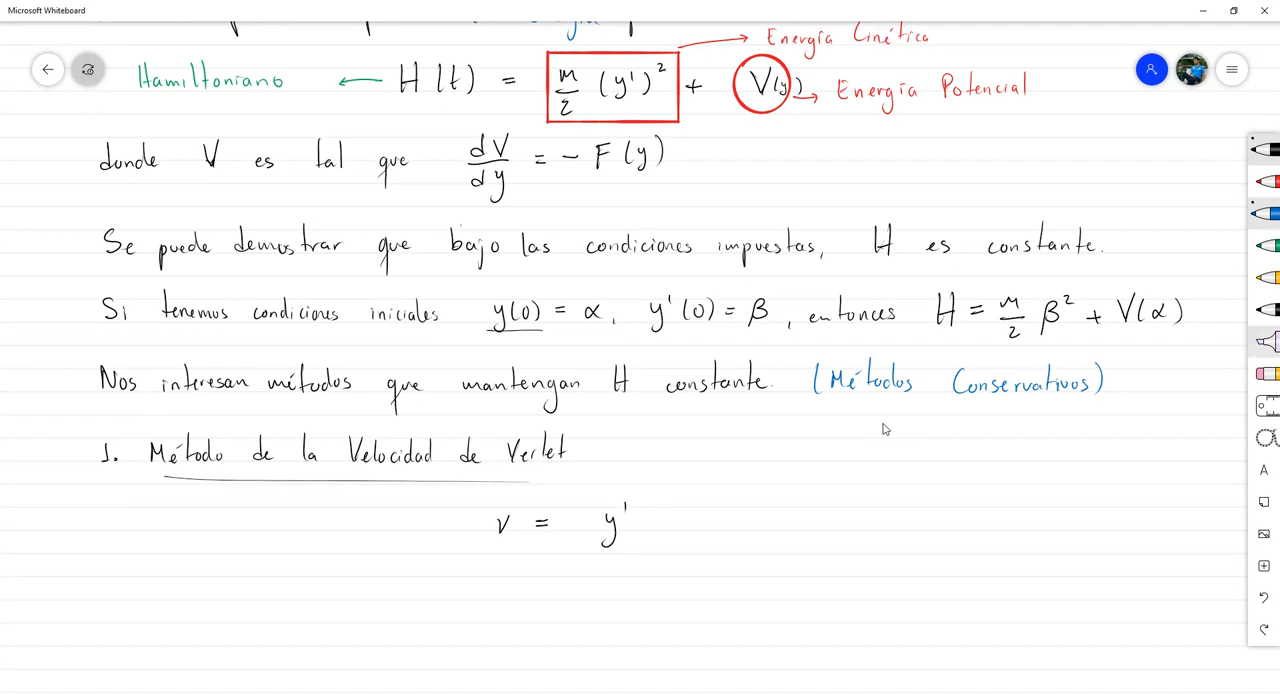 Microsoft Whiteboard
Energía Cinética
Hamiltoniano ← H(t) = m/2 (y')² + V(y) → Energía Potencial
donde V es tal que dV/dy = - F(y)
Se puede demostrar que bajo las condiciones impuestas, H es constante.
Si tenemos condiciones iniciales y(0) = α, y'(0) = β, entonces H = m/2 β² + V(α)
Nos interesan métodos que mantengan H constante. (Métodos Conservativos)
1. Método de la Velocidad de Verlet
v = y'